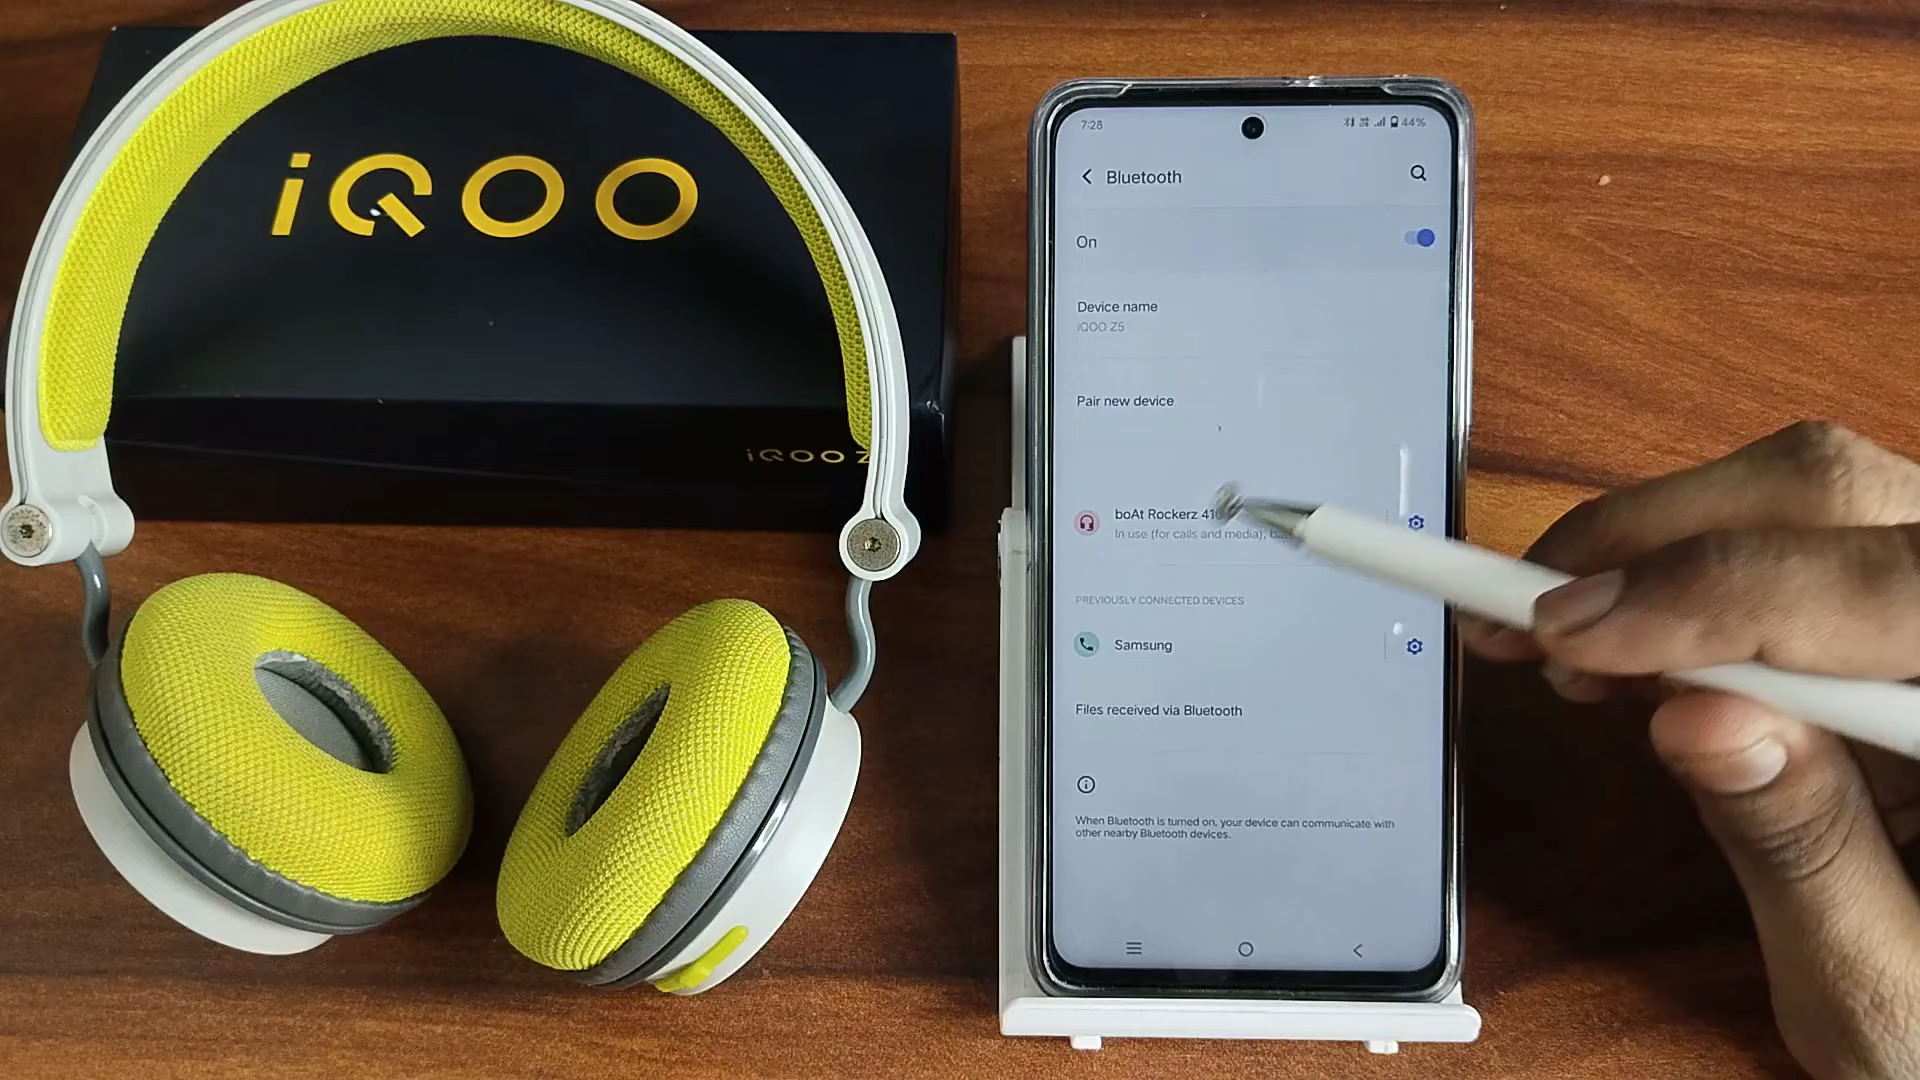 iQOO
iQOO Z
7:28
44%
Bluetooth
On
Device name
iQOO Z5
Pair new device
boAt Rockerz 41
In use (for calls and media),
PREVIOUSLY CONNECTED DEVICES
Samsung
Files received via Bluetooth
When Bluetooth is turned on, your device can communicate with
other nearby Bluetooth devices.